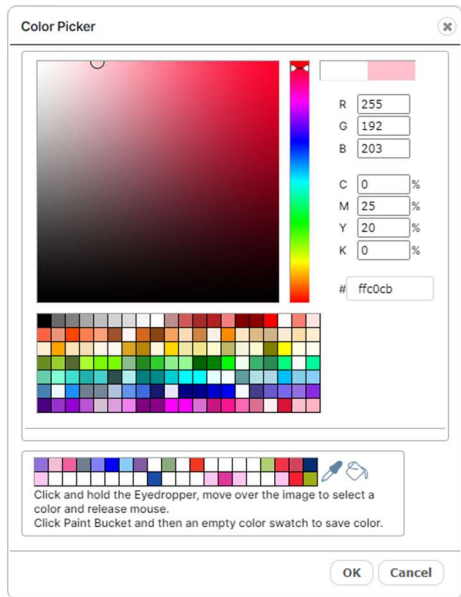 Color Picker
R 255
G 192
B 203
C 0 %
M 25 %
Y 20 %
K 0 %
# ffc0cb
Click and hold the Eyedropper, move over the image to select a
color and release mouse.
Click Paint Bucket and then an empty color swatch to save color.
OK Cancel